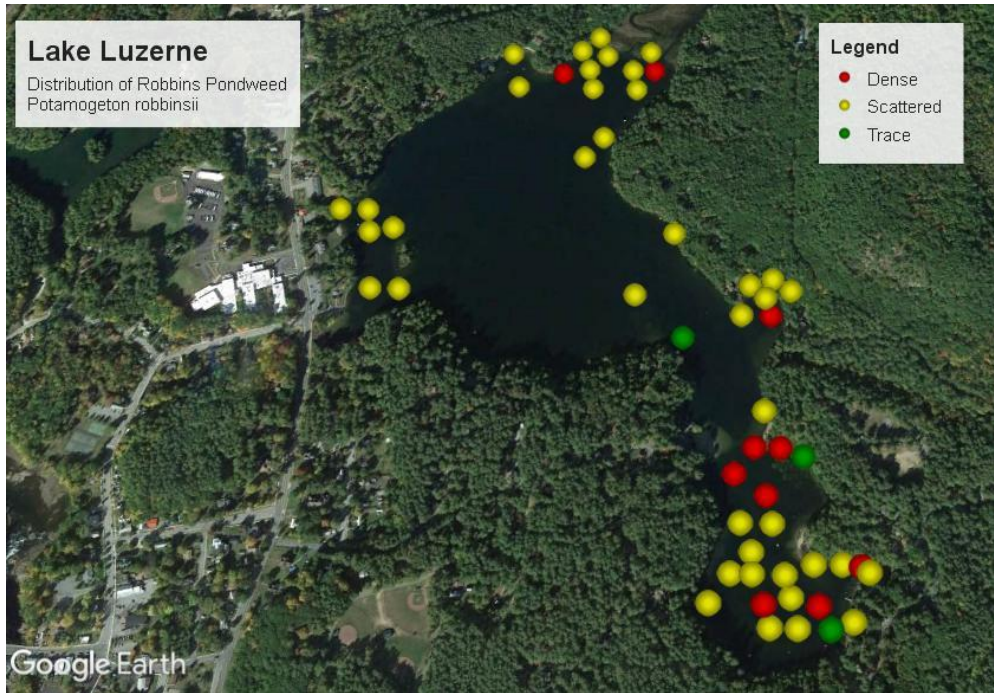 Lake Luzerne
Distribution of Robbins Pondweed
Potamogeton robbinsii
Legend
Dense
Scattered
Trace
Google Earth